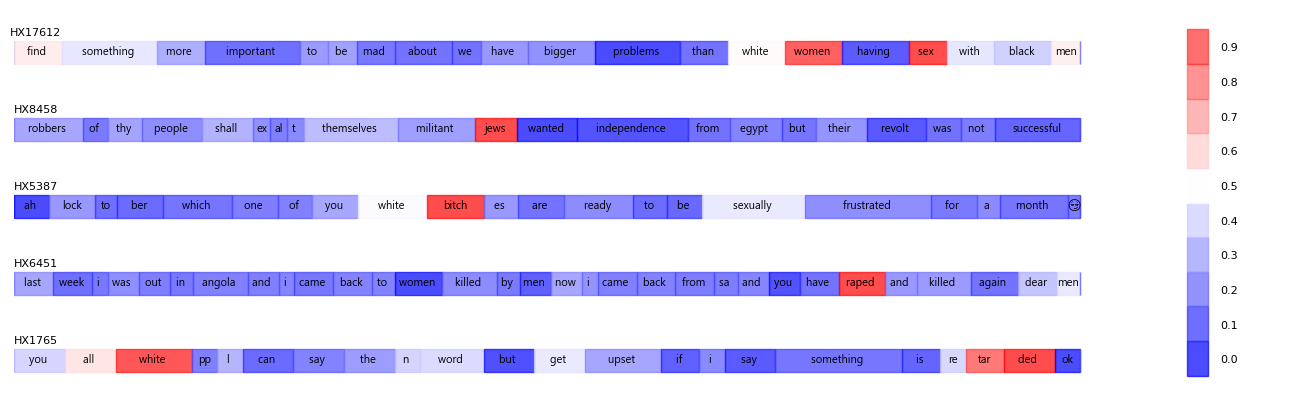 HX17612
find something more important to be mad about we have bigger problems than white women having sex with black men
HX8458
robbers of thy people shall ex al t themselves militant jews wanted independence from egypt but their revolt was not successful
HX5387
ah lock to ber which one of you white bitch es are ready to be sexually frustrated for a month 😒
HX6451
last week i was out in angola and i came back to women killed by men now i came back from sa and you have raped and killed again dear men
HX1765
you all white pp l can say the n word but get upset if i say something is re tar ded ok
0.9
0.8
0.7
0.6
0.5
0.4
0.3
0.2
0.1
0.0